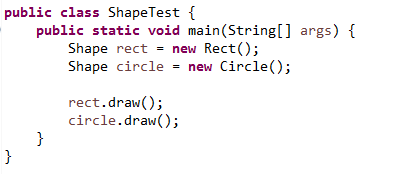 public class ShapeTest {
    public static void main(String[] args) {
        Shape rect = new Rect();
        Shape circle = new Circle();

        rect.draw();
        circle.draw();
    }
}